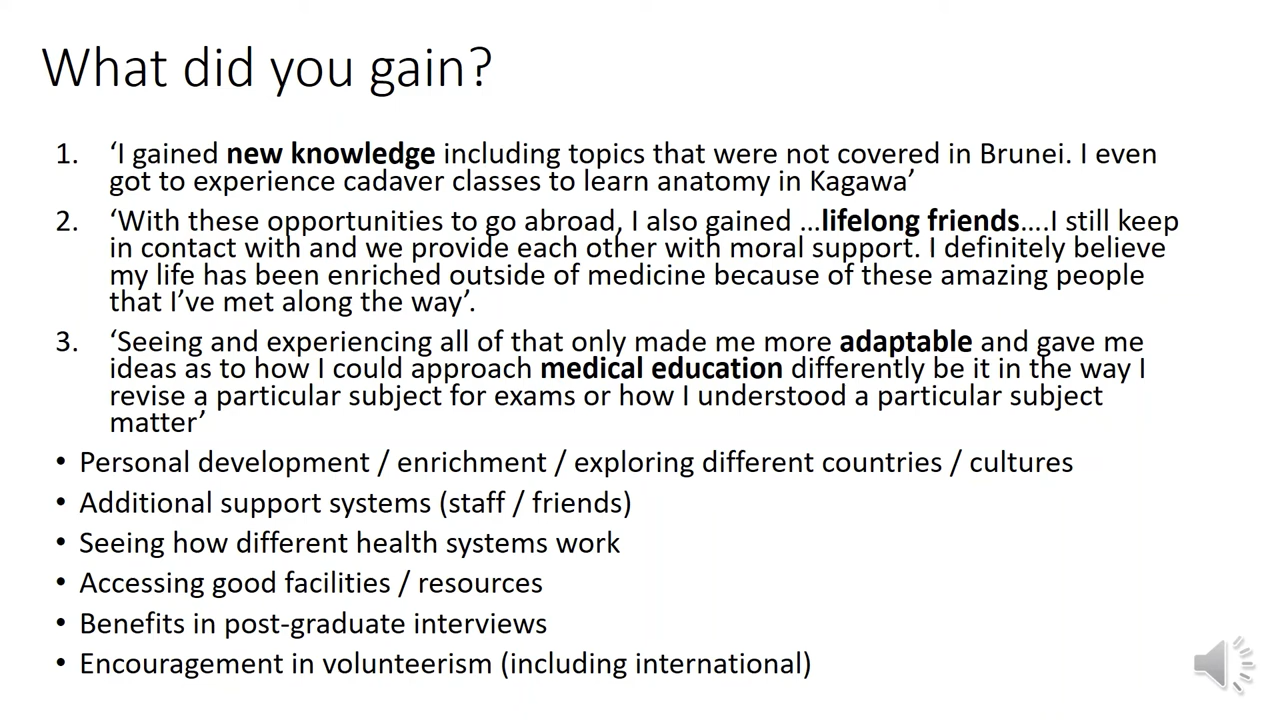 What did you gain?
1. ‘I gained new knowledge including topics that were not covered in Brunei. I even
got to experience cadaver classes to learn anatomy in Kagawa’
2. ‘With these opportunities to go abroad, I also gained …lifelong friends….I still keep
in contact with and we provide each other with moral support. I definitely believe
my life has been enriched outside of medicine because of these amazing people
that I’ve met along the way’.
3. ‘Seeing and experiencing all of that only made me more adaptable and gave me
ideas as to how I could approach medical education differently be it in the way I
revise a particular subject for exams or how I understood a particular subject
matter’
• Personal development / enrichment / exploring different countries / cultures
• Additional support systems (staff / friends)
• Seeing how different health systems work
• Accessing good facilities / resources
• Benefits in post-graduate interviews
• Encouragement in volunteerism (including international)